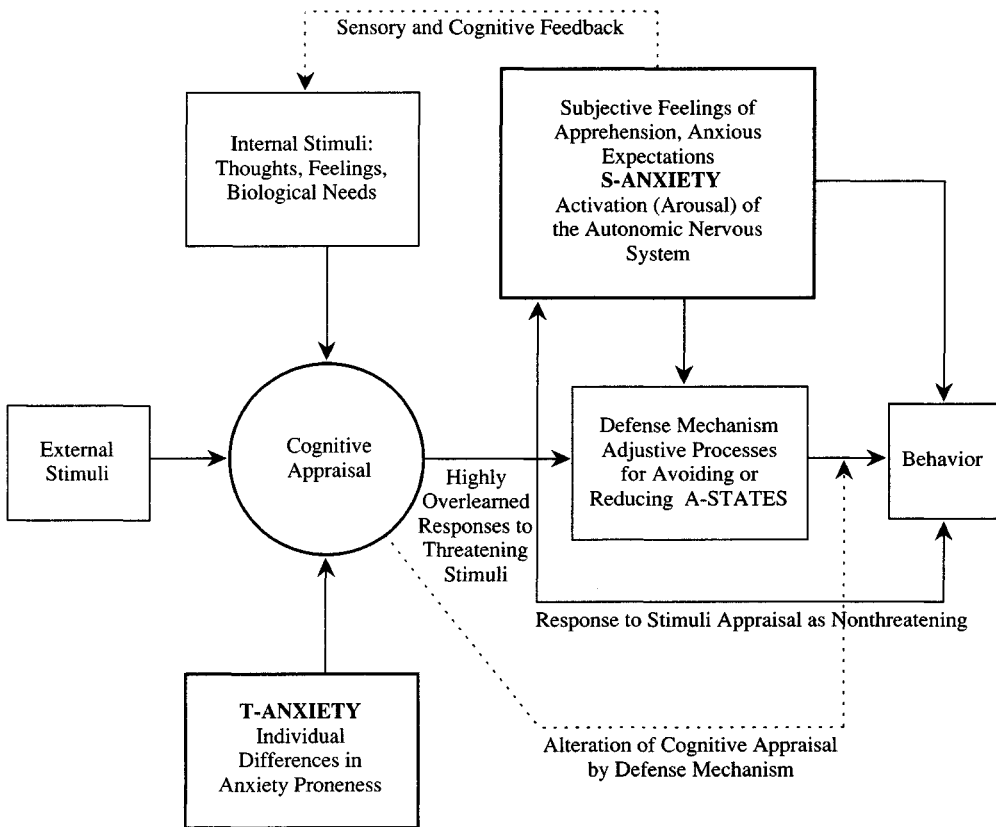 Sensory and Cognitive Feedback
Internal Stimuli:
Thoughts, Feelings,
Biological Needs
Subjective Feelings of
Apprehension, Anxious
Expectations
S-ANXIETY
Activation (Arousal) of
the Autonomic Nervous
System
External
Stimuli
Cognitive
Appraisal
Highly
Overlearned
Responses to
Threatening
Stimuli
Defense Mechanism
Adjustive Processes
for Avoiding or
Reducing A-STATES
Behavior
Response to Stimuli Appraisal as Nonthreatening
T-ANXIETY
Individual
Differences in
Anxiety Proneness
Alteration of Cognitive Appraisal
by Defense Mechanism